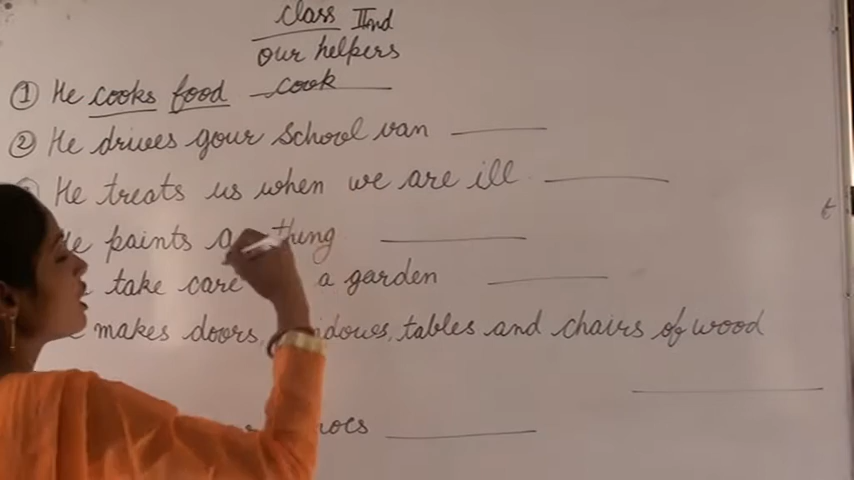 Class IInd
our helpers
① He cooks food cook
② He drives your School van
He treats us when we are ill
paints a thing
take care a garden
makes doors, tables and chairs of wood
t